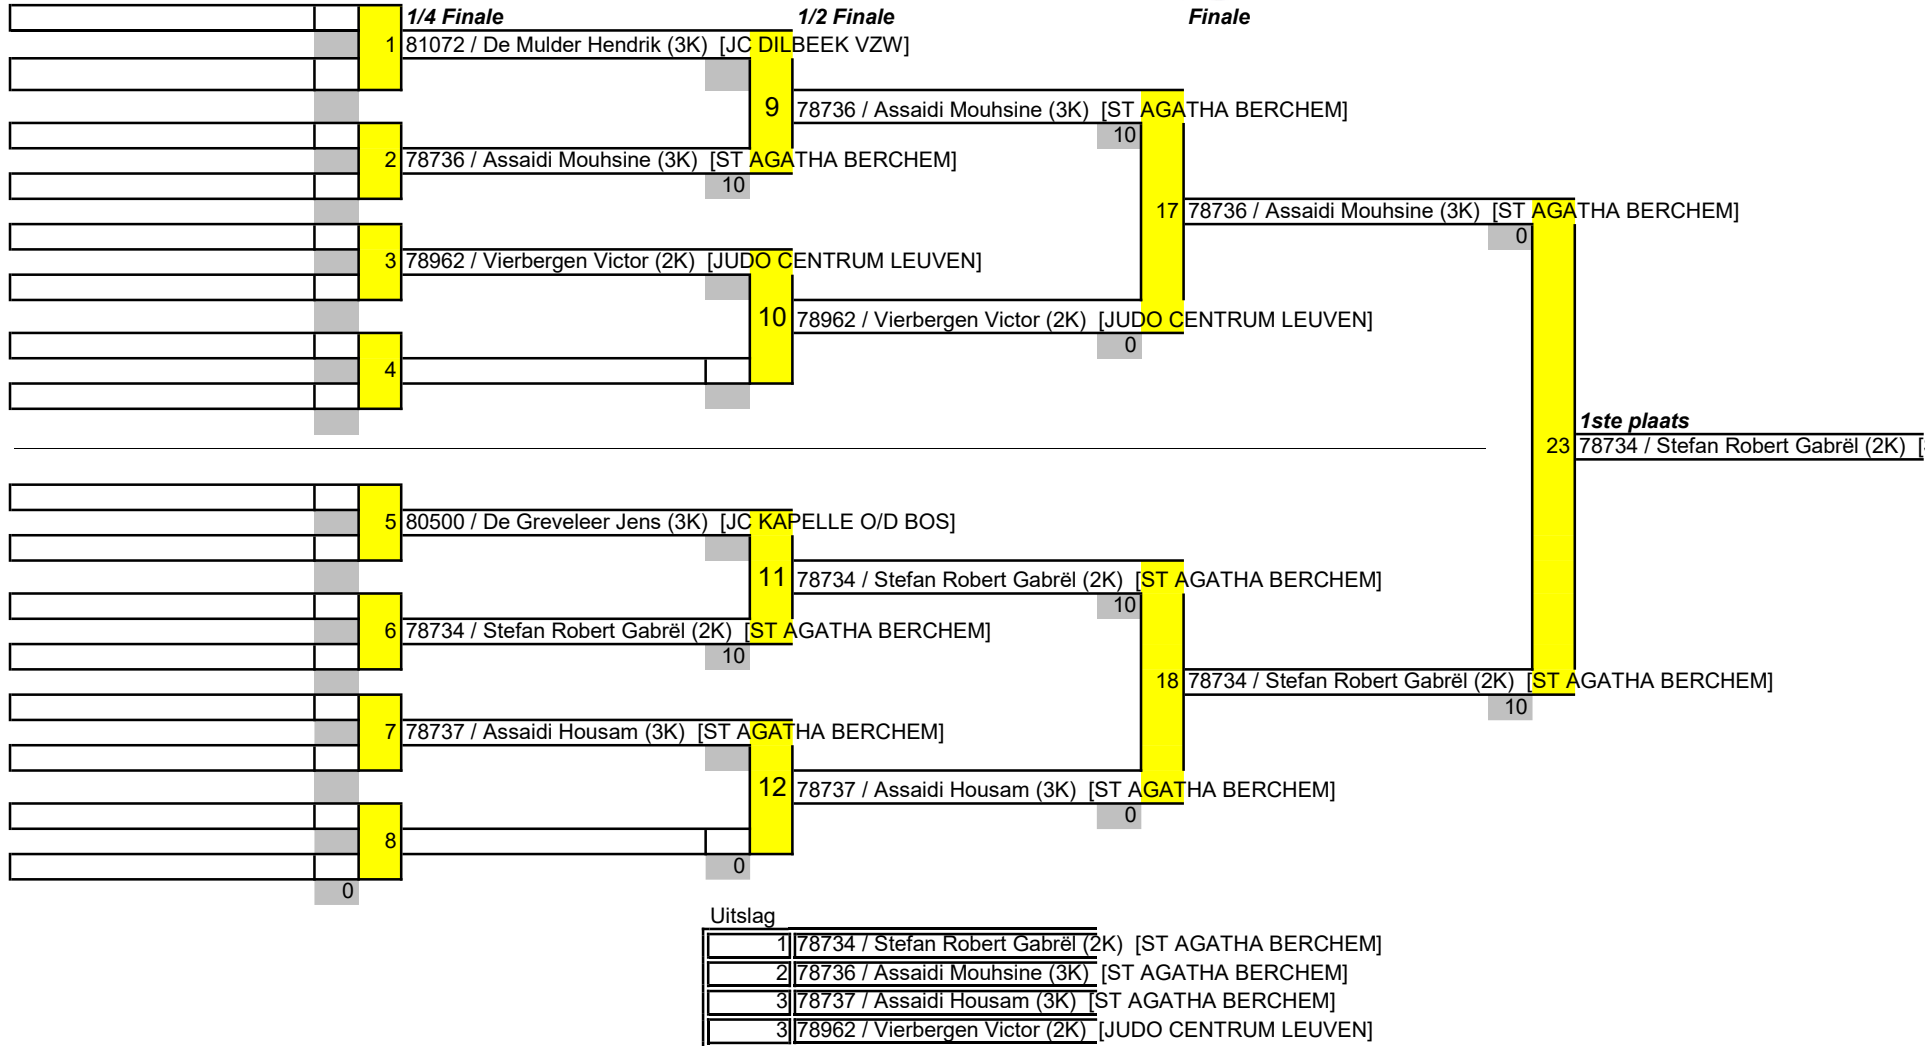 1/4 Finale 1/2 Finale Finale
1 81072 / De Mulder Hendrik (3K) [JC DILBEEK VZW]
9 78736 / Assaidi Mouhsine (3K) [ST AGATHA BERCHEM]
10
2 78736 / Assaidi Mouhsine (3K) [ST AGATHA BERCHEM]
10
17 78736 / Assaidi Mouhsine (3K) [ST AGATHA BERCHEM]
0
3 78962 / Vierbergen Victor (2K) [JUDO CENTRUM LEUVEN]
10 78962 / Vierbergen Victor (2K) [JUDO CENTRUM LEUVEN]
0
4
1ste plaats
23 78734 / Stefan Robert Gabrël (2K) [
5 80500 / De Greveleer Jens (3K) [JC KAPELLE O/D BOS]
11 78734 / Stefan Robert Gabrël (2K) [ST AGATHA BERCHEM]
10
6 78734 / Stefan Robert Gabrël (2K) [ST AGATHA BERCHEM]
10
18 78734 / Stefan Robert Gabrël (2K) [ST AGATHA BERCHEM]
10
7 78737 / Assaidi Housam (3K) [ST AGATHA BERCHEM]
12 78737 / Assaidi Housam (3K) [ST AGATHA BERCHEM]
0
8
0
0
Uitslag
1 78734 / Stefan Robert Gabrël (2K) [ST AGATHA BERCHEM]
2 78736 / Assaidi Mouhsine (3K) [ST AGATHA BERCHEM]
3 78737 / Assaidi Housam (3K) [ST AGATHA BERCHEM]
3 78962 / Vierbergen Victor (2K) [JUDO CENTRUM LEUVEN]